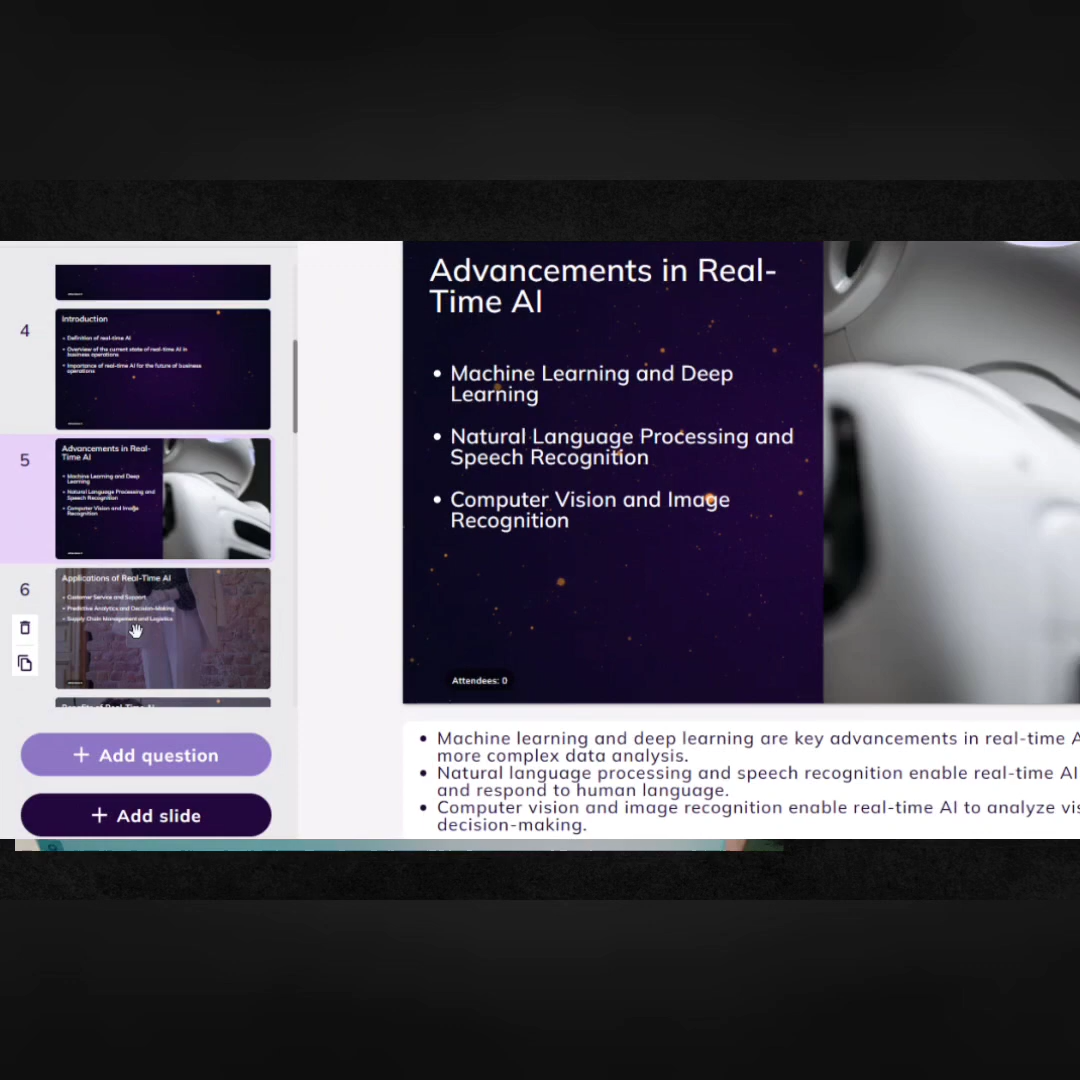 4
Introduction
Definition of real-time AI
Overview of the current state of real-time AI in
business operations
Importance of real-time AI for the future of business
operations
5
Advancements in Real-
Time AI
Machine Learning and Deep
Learning
Natural Language Processing and
Speech Recognition
Computer Vision and Image
Recognition
6
Applications of Real-Time AI
Customer Service and Support
Predictive Analytics and Decision-Making
Supply Chain Management and Logistics
Benefits of Real-Time AI
+ Add question
+ Add slide
Advancements in Real-
Time AI
• Machine Learning and Deep
Learning
• Natural Language Processing and
Speech Recognition
• Computer Vision and Image
Recognition
Attendees: 0
• Machine learning and deep learning are key advancements in real-time A
more complex data analysis.
• Natural language processing and speech recognition enable real-time AI
and respond to human language.
• Computer vision and image recognition enable real-time AI to analyze vis
decision-making.